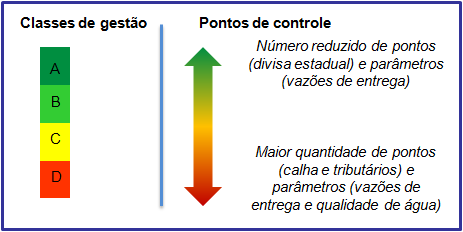 Classes de gestão
Pontos de controle
A
B
C
D
Número reduzido de pontos
(divisa estadual) e parâmetros
(vazões de entrega)
Maior quantidade de pontos
(calha e tributários) e
parâmetros (vazões de
entrega e qualidade de água)